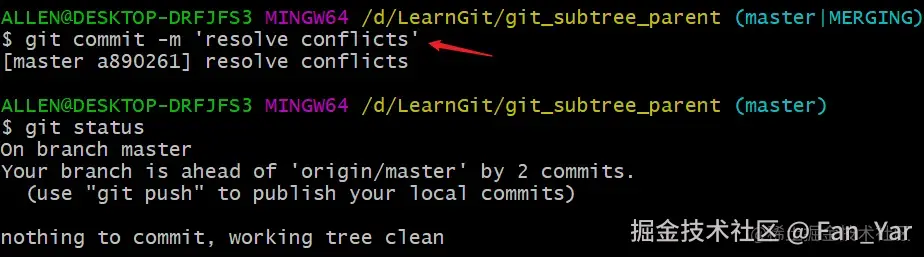 ALLEN@DESKTOP-DRFJFS3 MINGW64 /d/LearnGit/git_subtree_parent (master|MERGING)
$ git commit -m 'resolve conflicts'
[master a890261] resolve conflicts
ALLEN@DESKTOP-DRFJFS3 MINGW64 /d/LearnGit/git_subtree_parent (master)
$ git status
On branch master
Your branch is ahead of 'origin/master' by 2 commits.
  (use "git push" to publish your local commits)
nothing to commit, working tree clean
掘金技术社区 @ Fan_Yar